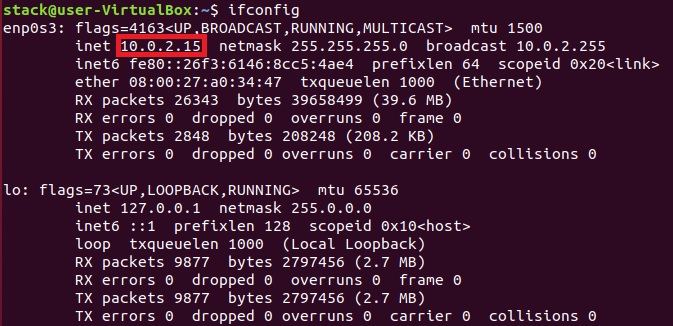 stack@user-VirtualBox:~$ ifconfig
enp0s3: flags=4163<UP,BROADCAST,RUNNING,MULTICAST>  mtu 1500
        inet 10.0.2.15  netmask 255.255.255.0  broadcast 10.0.2.255
        inet6 fe80::26f3:6146:8cc5:4ae4  prefixlen 64  scopeid 0x20<link>
        ether 08:00:27:a0:34:47  txqueuelen 1000  (Ethernet)
        RX packets 26343  bytes 39658499 (39.6 MB)
        RX errors 0  dropped 0  overruns 0  frame 0
        TX packets 2848  bytes 208248 (208.2 KB)
        TX errors 0  dropped 0 overruns 0  carrier 0  collisions 0

lo: flags=73<UP,LOOPBACK,RUNNING>  mtu 65536
        inet 127.0.0.1  netmask 255.0.0.0
        inet6 ::1  prefixlen 128  scopeid 0x10<host>
        loop  txqueuelen 1000  (Local Loopback)
        RX packets 9877  bytes 2797456 (2.7 MB)
        RX errors 0  dropped 0  overruns 0  frame 0
        TX packets 9877  bytes 2797456 (2.7 MB)
        TX errors 0  dropped 0 overruns 0  carrier 0  collisions 0